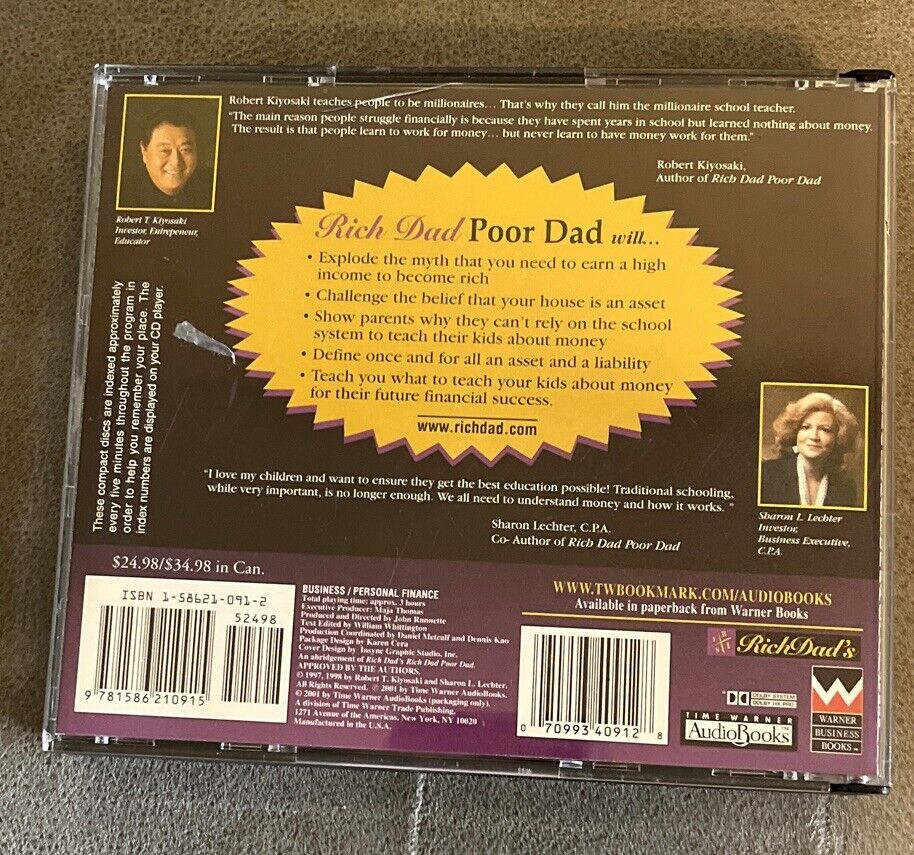 Robert Kiyosaki teaches people to be millionaires... That's why they call him the millionaire school teacher.
"The main reason people struggle financially is because they have spent years in school but learned nothing about money.
The result is that people learn to work for money... but never learn to have money work for them."
Robert Kiyosaki,
Author of Rich Dad Poor Dad
Robert T. Kiyosaki
Investor, Entrepeneur,
Educator
Rich Dad Poor Dad will...
• Explode the myth that you need to earn a high
income to become rich
• Challenge the belief that your house is an asset
• Show parents why they can't rely on the school
system to teach their kids about money
• Define once and for all an asset and a liability
• Teach you what to teach your kids about money
for their future financial success.
www.richdad.com
These compact discs are indexed approximately
every five minutes throughout the program in
order to help you remember your place. The
index numbers are displayed on your CD player.
"I love my children and want to ensure they get the best education possible! Traditional schooling,
while very important, is no longer enough. We all need to understand money and how it works. "
Sharon Lechter, C.P.A.
Co- Author of Rich Dad Poor Dad
Sharon L. Lechter
Investor,
Business Executive,
C.P.A.
$24.98/$34.98 in Can.
ISBN 1-58621-091-2
52498
9 781586 210915
BUSINESS / PERSONAL FINANCE
Total playing time: approx. 3 hours
Executive Producer: Maja Thomas
Produced and Directed by John Runnette
Text Edited by William Whittington
Production Coordinated by Daniel Metcalf and Dennis Kao
Package Design by Karen Cera
Cover Design by Insync Graphic Studio, Inc.
An abridgement of Rich Dad's Rich Dad Poor Dad.
APPROVED BY THE AUTHORS.
© 1997, 1998 by Robert T. Kiyosaki and Sharon L. Lechter.
All Rights Reserved. ℗ 2001 by Time Warner AudioBooks.
© 2001 by Time Warner AudioBooks (packaging only).
A division of Time Warner Trade Publishing.
1271 Avenue of the Americas, New York, NY 10020
Manufactured in the U.S.A.
WWW.TWBOOKMARK.COM/AUDIOBOOKS
Available in paperback from Warner Books
0 70993 40912 8
RichDad's
DOLBY SYSTEM
DOLBY HX PRO
TIME WARNER
AudioBooks™
WARNER
BUSINESS
BOOKS™